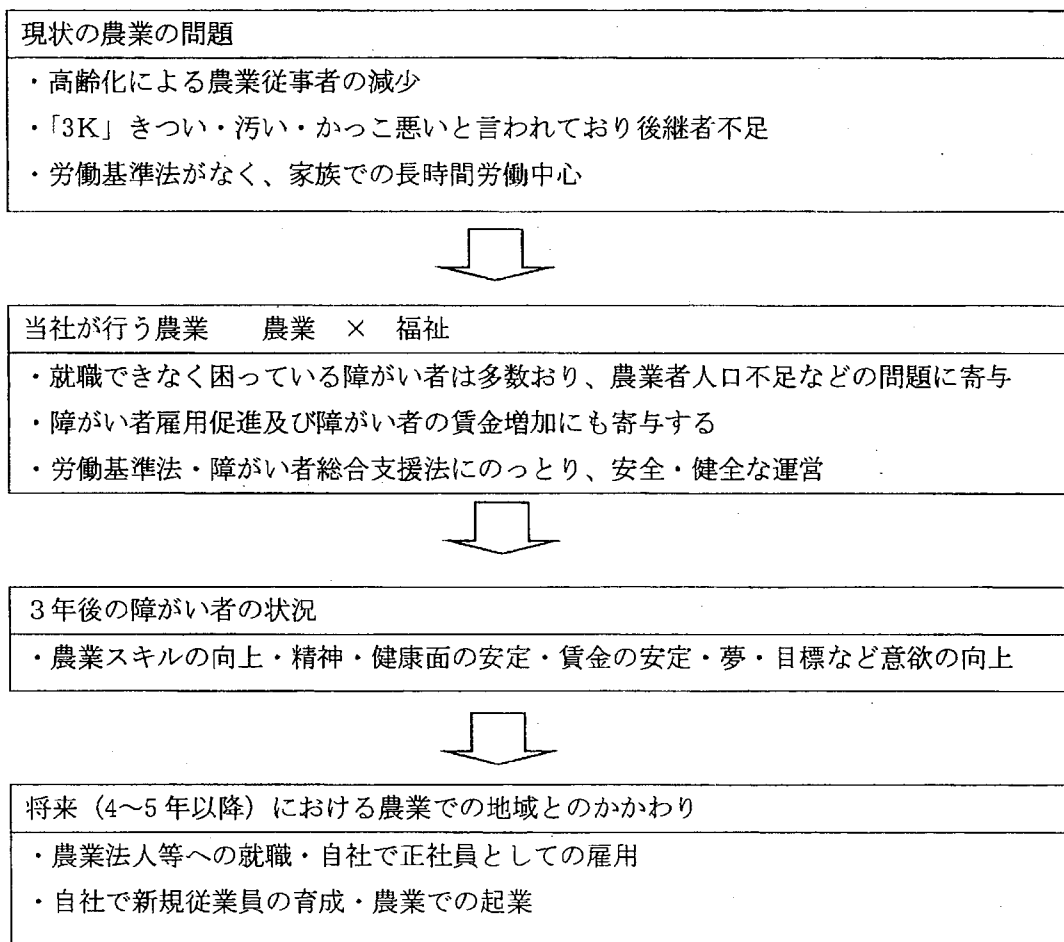 現状の農業の問題
・高齢化による農業従事者の減少
・「3K」きつい・汚い・かっこ悪いと言われており後継者不足
・労働基準法がなく、家族での長時間労働中心
当社が行う農業　　農業　×　福祉
・就職できなく困っている障がい者は多数おり、農業者人口不足などの問題に寄与
・障がい者雇用促進及び障がい者の賃金増加にも寄与する
・労働基準法・障がい者総合支援法にのっとり、安全・健全な運営
３年後の障がい者の状況
・農業スキルの向上・精神・健康面の安定・賃金の安定・夢・目標など意欲の向上
将来（4～5年以降）における農業での地域とのかかわり
・農業法人等への就職・自社で正社員としての雇用
・自社で新規従業員の育成・農業での起業